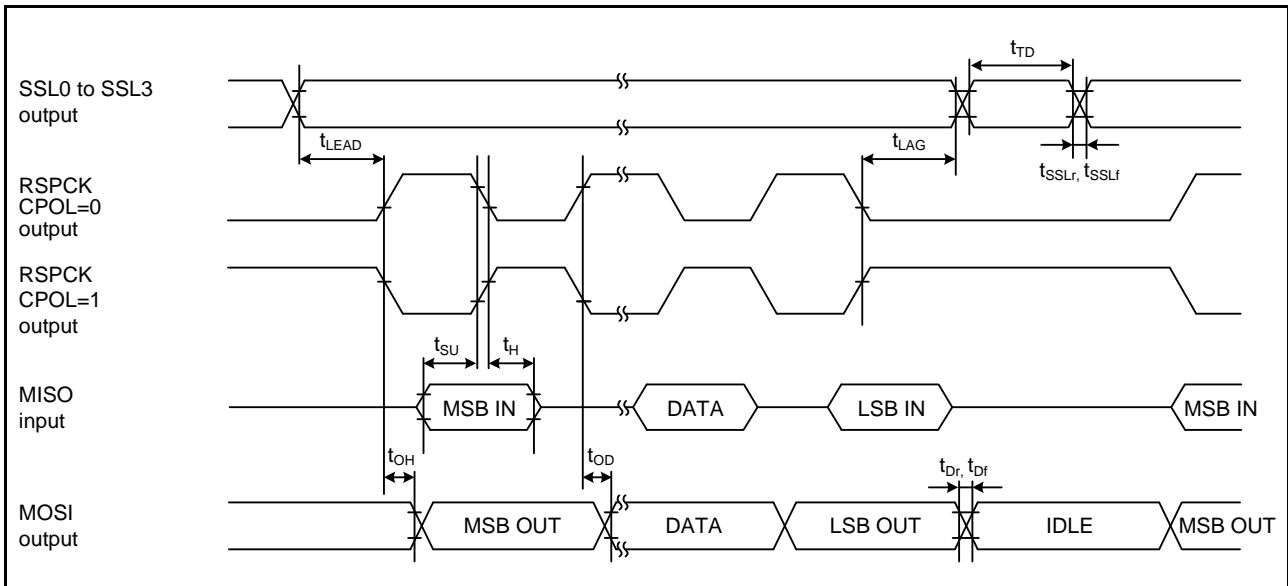 SSL0 to SSL3
output
tTD
tLEAD
tLAG
tSSLr, tSSLf
RSPCK
CPOL=0
output
RSPCK
CPOL=1
output
tSU
tH
MISO
input
MSB IN
DATA
LSB IN
MSB IN
tOH
tOD
tDr, tDf
MOSI
output
MSB OUT
DATA
LSB OUT
IDLE
MSB OUT